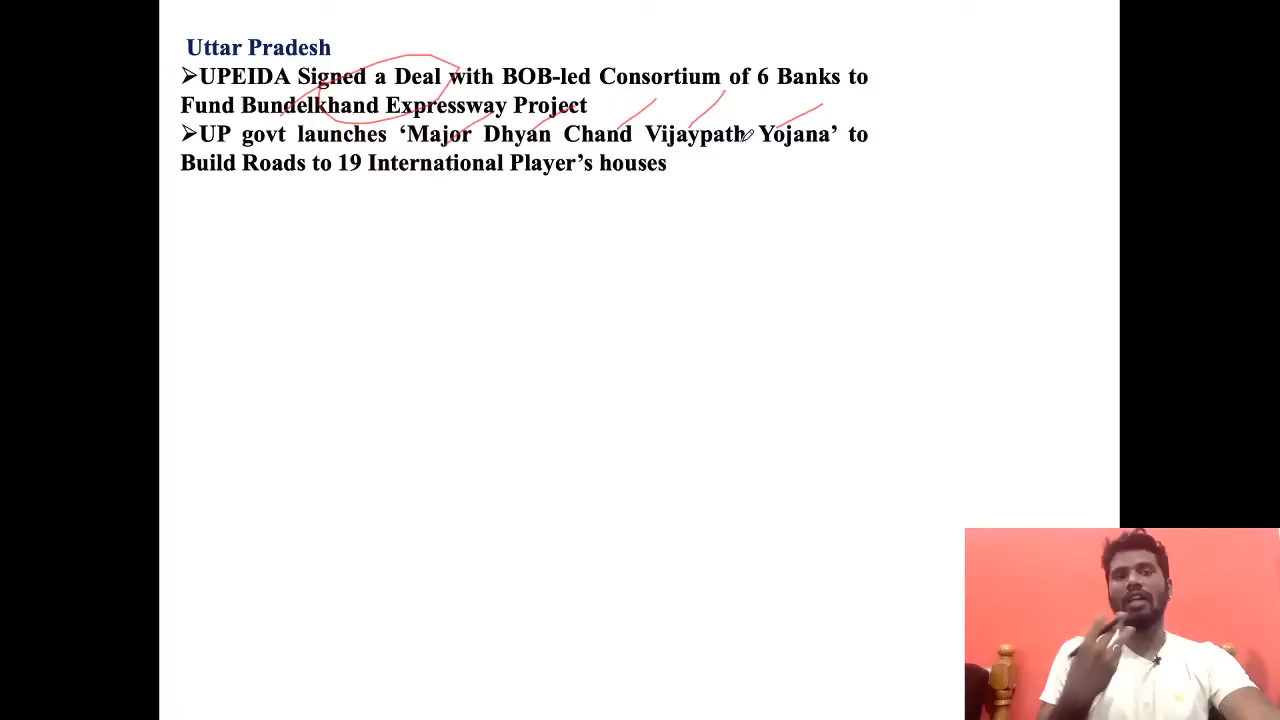 Uttar Pradesh
➢UPEIDA Signed a Deal with BOB-led Consortium of 6 Banks to
Fund Bundelkhand Expressway Project
➢UP govt launches ‘Major Dhyan Chand Vijaypath Yojana’ to
Build Roads to 19 International Player’s houses